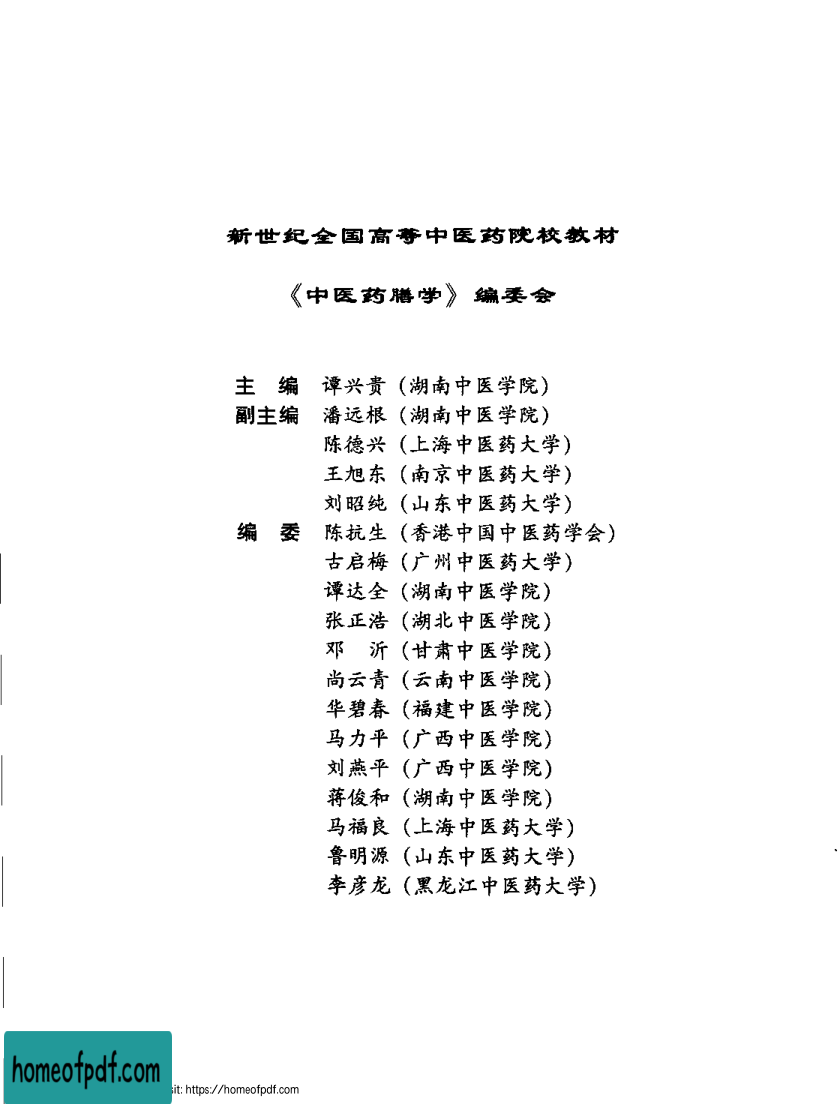 新世纪全国高等中医药院校教材
《中医药膳学》编委会
主　编　谭兴贵（湖南中医学院）
副主编　潘远根（湖南中医学院）
陈德兴（上海中医药大学）
王旭东（南京中医药大学）
刘昭纯（山东中医药大学）
编　委　陈抗生（香港中国中医药学会）
古启梅（广州中医药大学）
谭达全（湖南中医学院）
张正浩（湖北中医学院）
邓　沂（甘肃中医学院）
尚云青（云南中医学院）
华碧春（福建中医学院）
马力平（广西中医学院）
刘燕平（广西中医学院）
蒋俊和（湖南中医学院）
马福良（上海中医药大学）
鲁明源（山东中医药大学）
李彦龙（黑龙江中医药大学）
homeofpdf.com
sit: https://homeofpdf.com